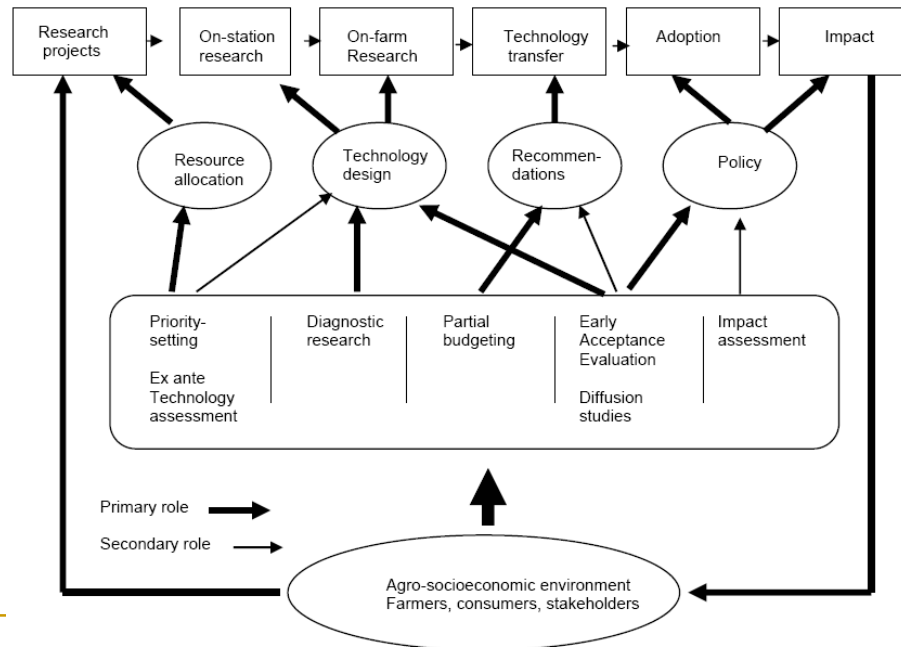 Research
projects
On-station
research
On-farm
Research
Technology
transfer
Adoption
Impact
Resource
allocation
Technology
design
Recommen-
dations
Policy
Priority-
setting
Ex ante
Technology
assessment
Diagnostic
research
Partial
budgeting
Early
Acceptance
Evaluation
Diffusion
studies
Impact
assessment
Primary role
Secondary role
Agro-socioeconomic environment
Farmers, consumers, stakeholders